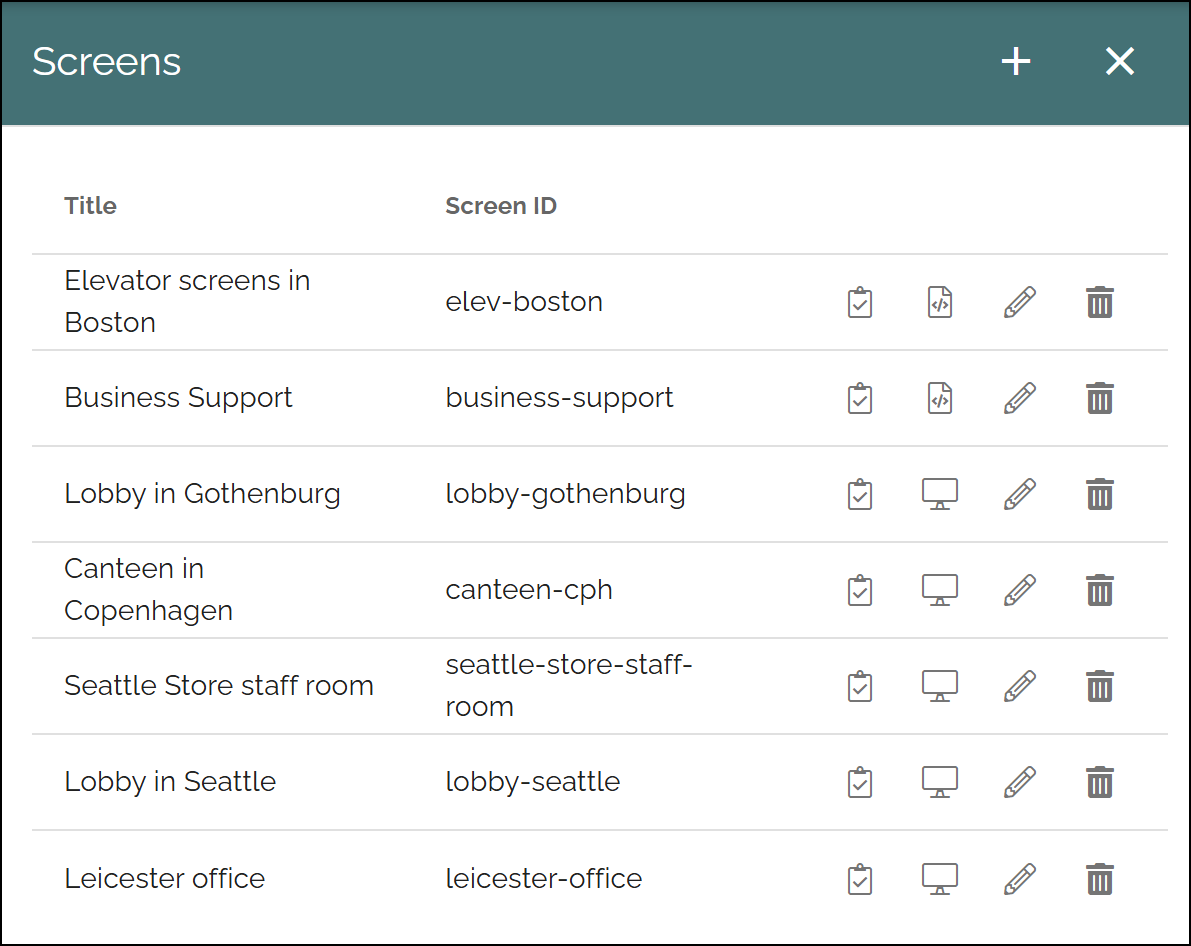 Screens
Title Screen ID
Elevator screens in
Boston
elev-boston
Business Support business-support
Lobby in Gothenburg lobby-gothenburg
Canteen in
Copenhagen
canteen-cph
Seattle Store staff room
seattle-store-staff-
room
Lobby in Seattle lobby-seattle
Leicester office leicester-office